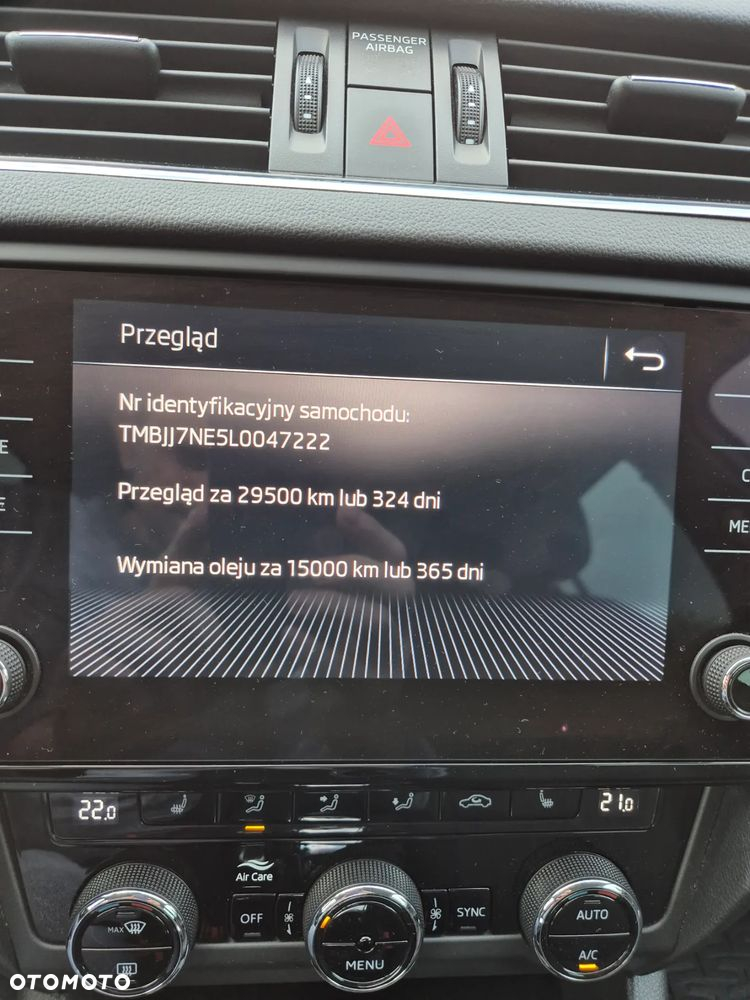 PASSENGER
AIRBAG
Przegląd
Nr identyfikacyjny samochodu:
TMBJJ7NE5L0047222
Przegląd za 29500 km lub 324 dni
Wymiana oleju za 15000 km lub 365 dni
E
E
ME
22.0
21.0
Air Care
MAX
OFF
SYNC
MENU
AUTO
A/C
OTOMOTO